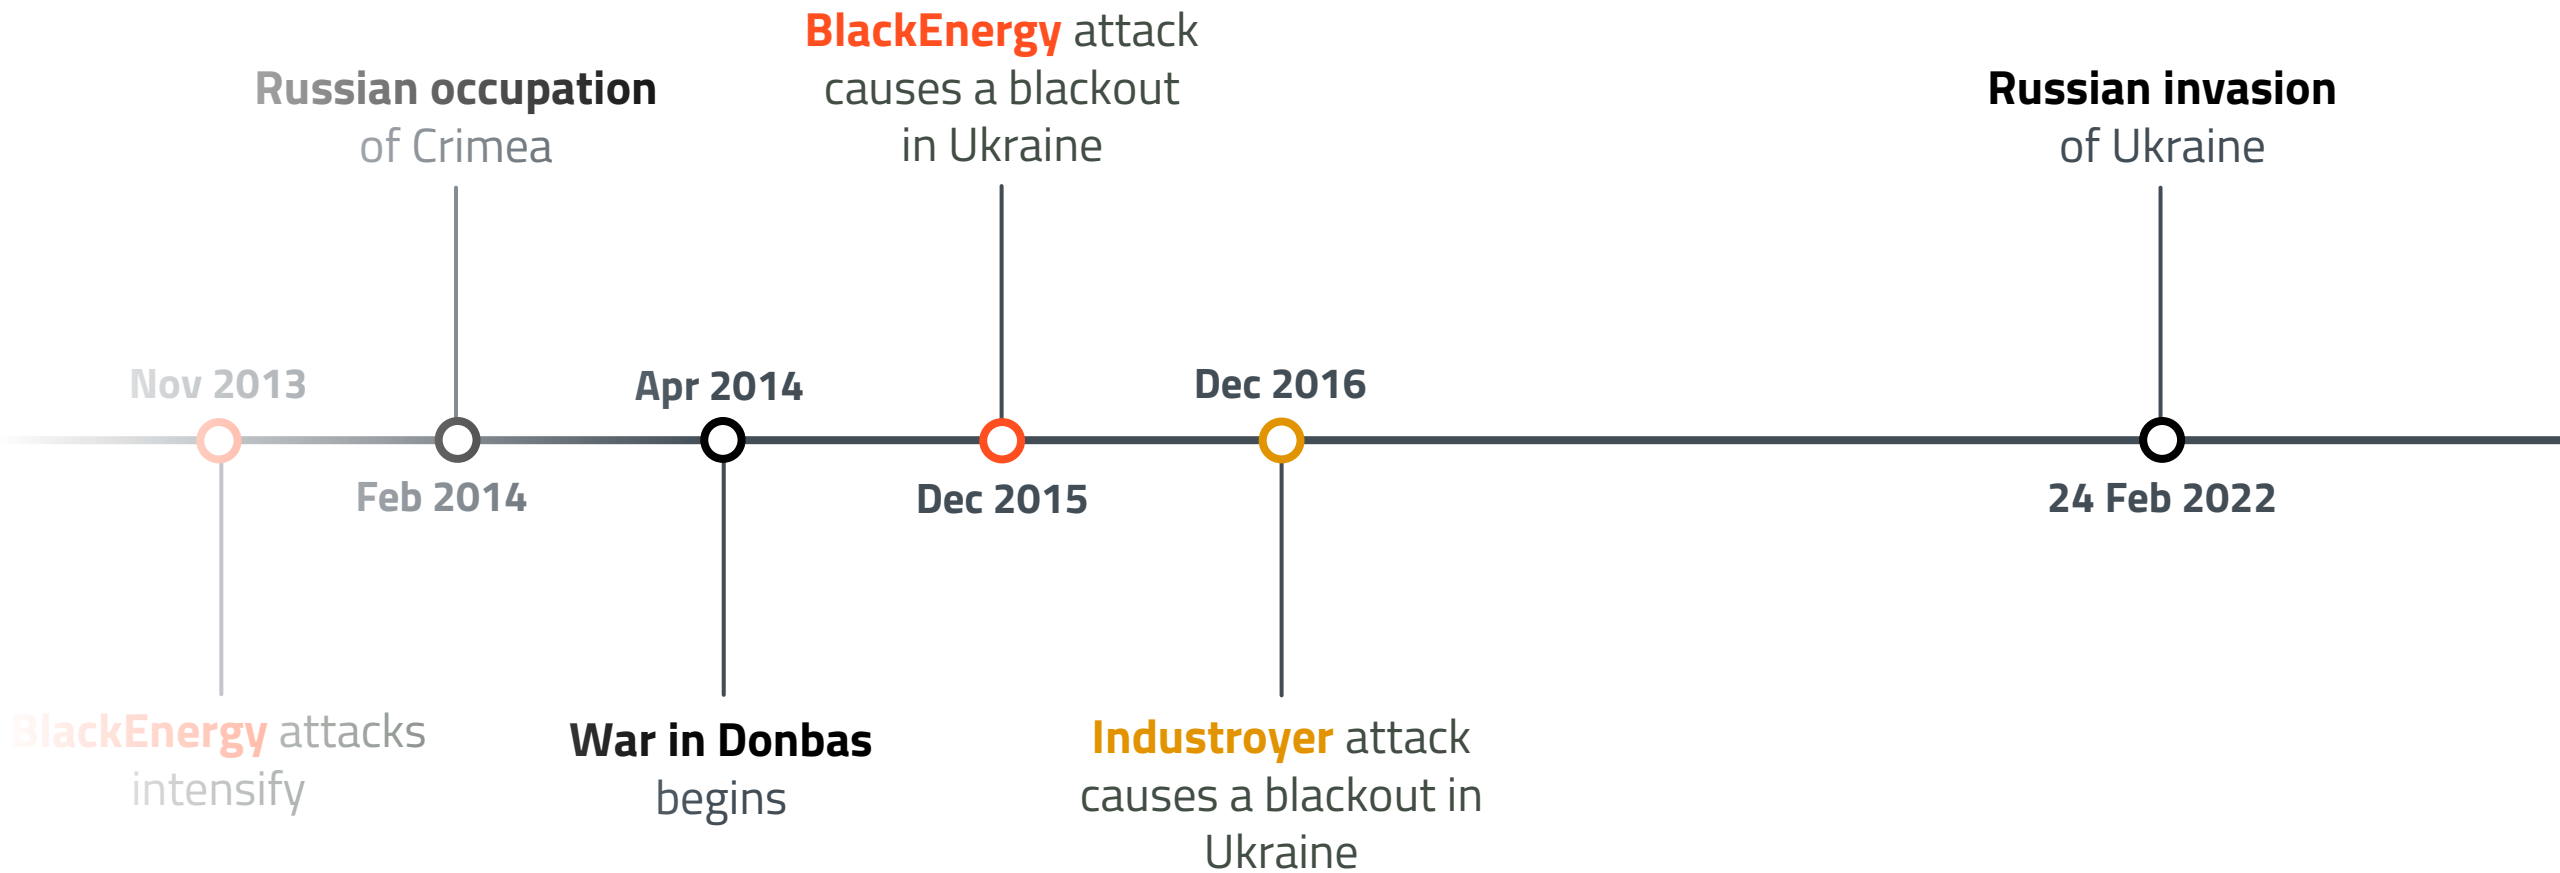 Nov 2013
BlackEnergy attacks
intensify
Russian occupation
of Crimea
Feb 2014
Apr 2014
War in Donbas
begins
BlackEnergy attack
causes a blackout
in Ukraine
Dec 2015
Dec 2016
Industroyer attack
causes a blackout in
Ukraine
Russian invasion
of Ukraine
24 Feb 2022